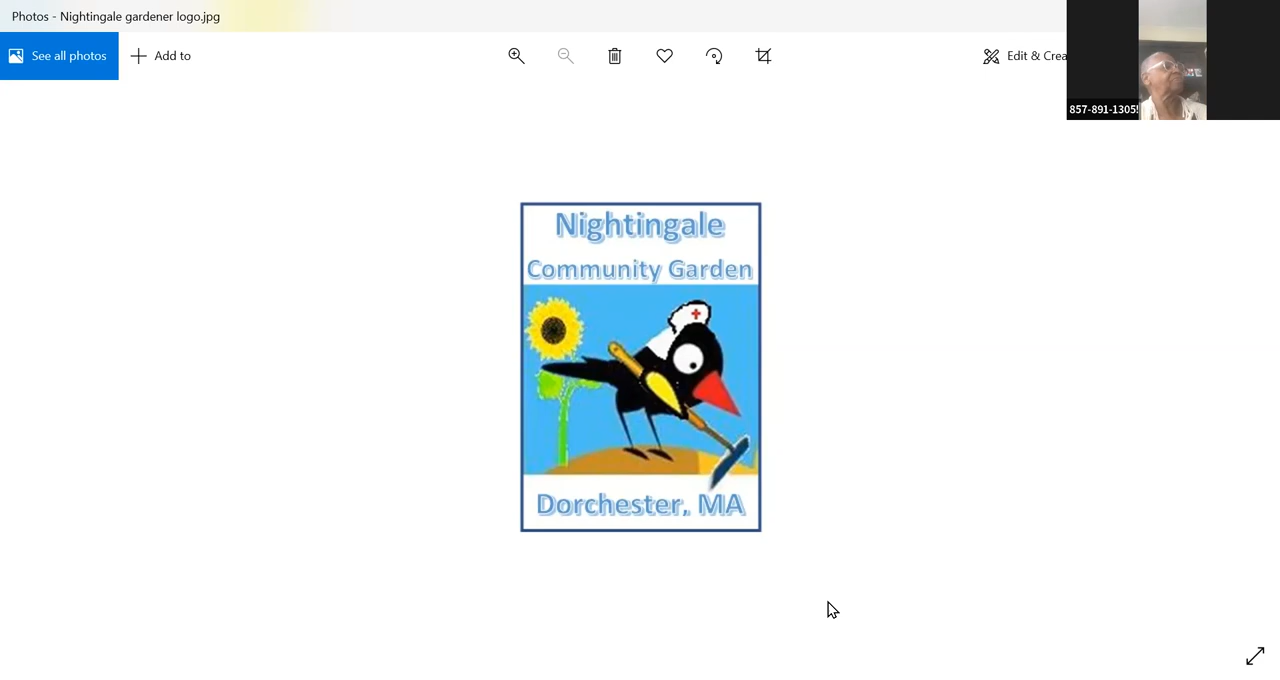 Photos - Nightingale gardener logo.jpg
See all photos
Add to
Edit & Crea
857-891-1305
Nightingale
Community Garden
Dorchester, MA